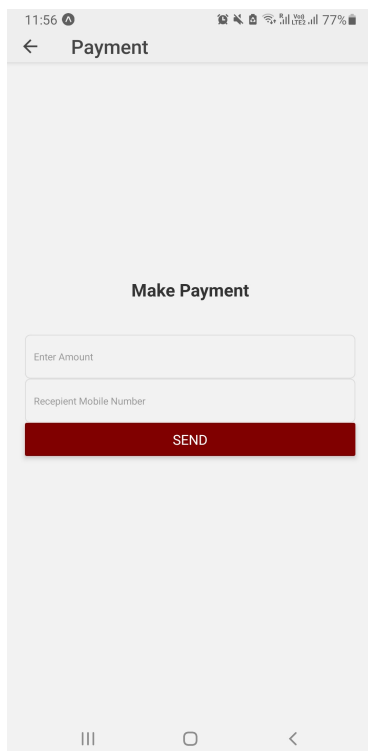 11:56 77%
Payment
Make Payment
Enter Amount
Recepient Mobile Number
SEND